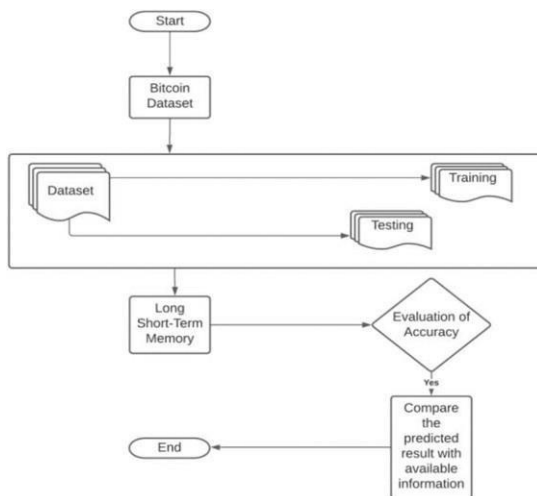 Start
Bitcoin
Dataset
Dataset
Training
Testing
Long
Short-Term
Memory
Evaluation of
Accuracy
Yes
Compare
the
predicted
result with
available
information
End